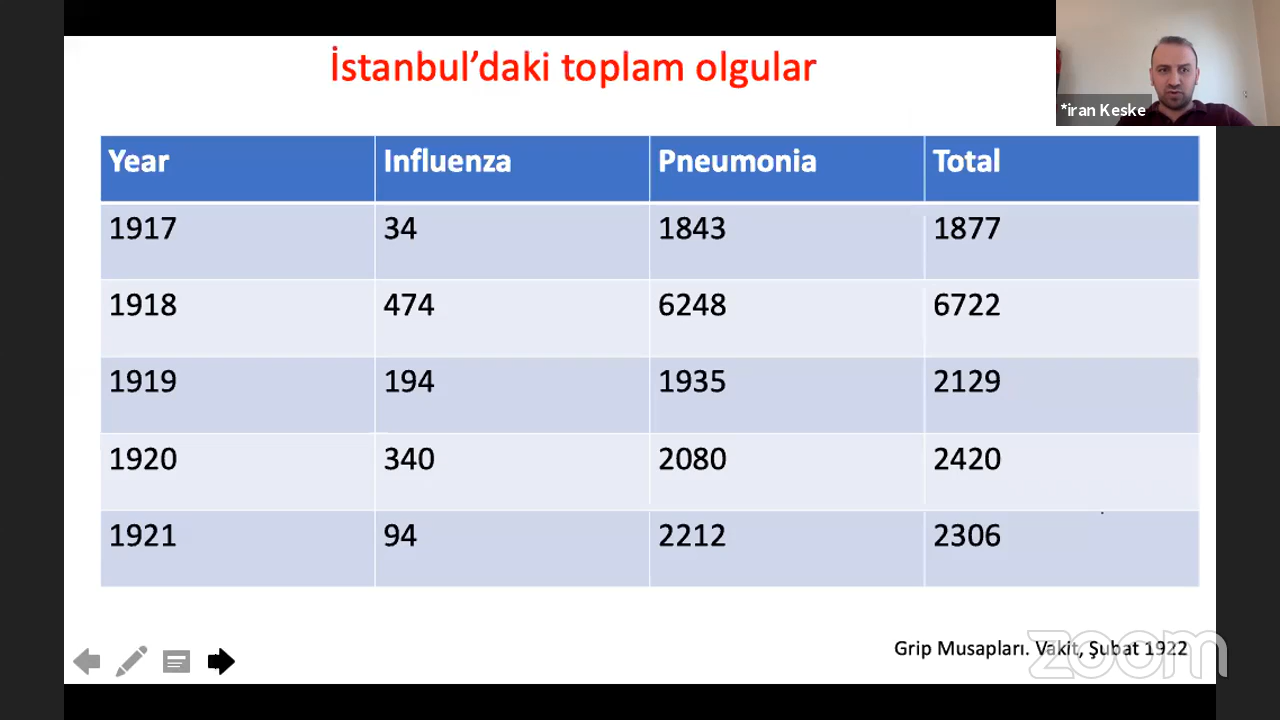 İstanbul’daki toplam olgular
*iran Keske
Year Influenza Pneumonia Total
1917 34 1843 1877
1918 474 6248 6722
1919 194 1935 2129
1920 340 2080 2420
1921 94 2212 2306
Grip Musapları. Vakit, Şubat 1922
zoom